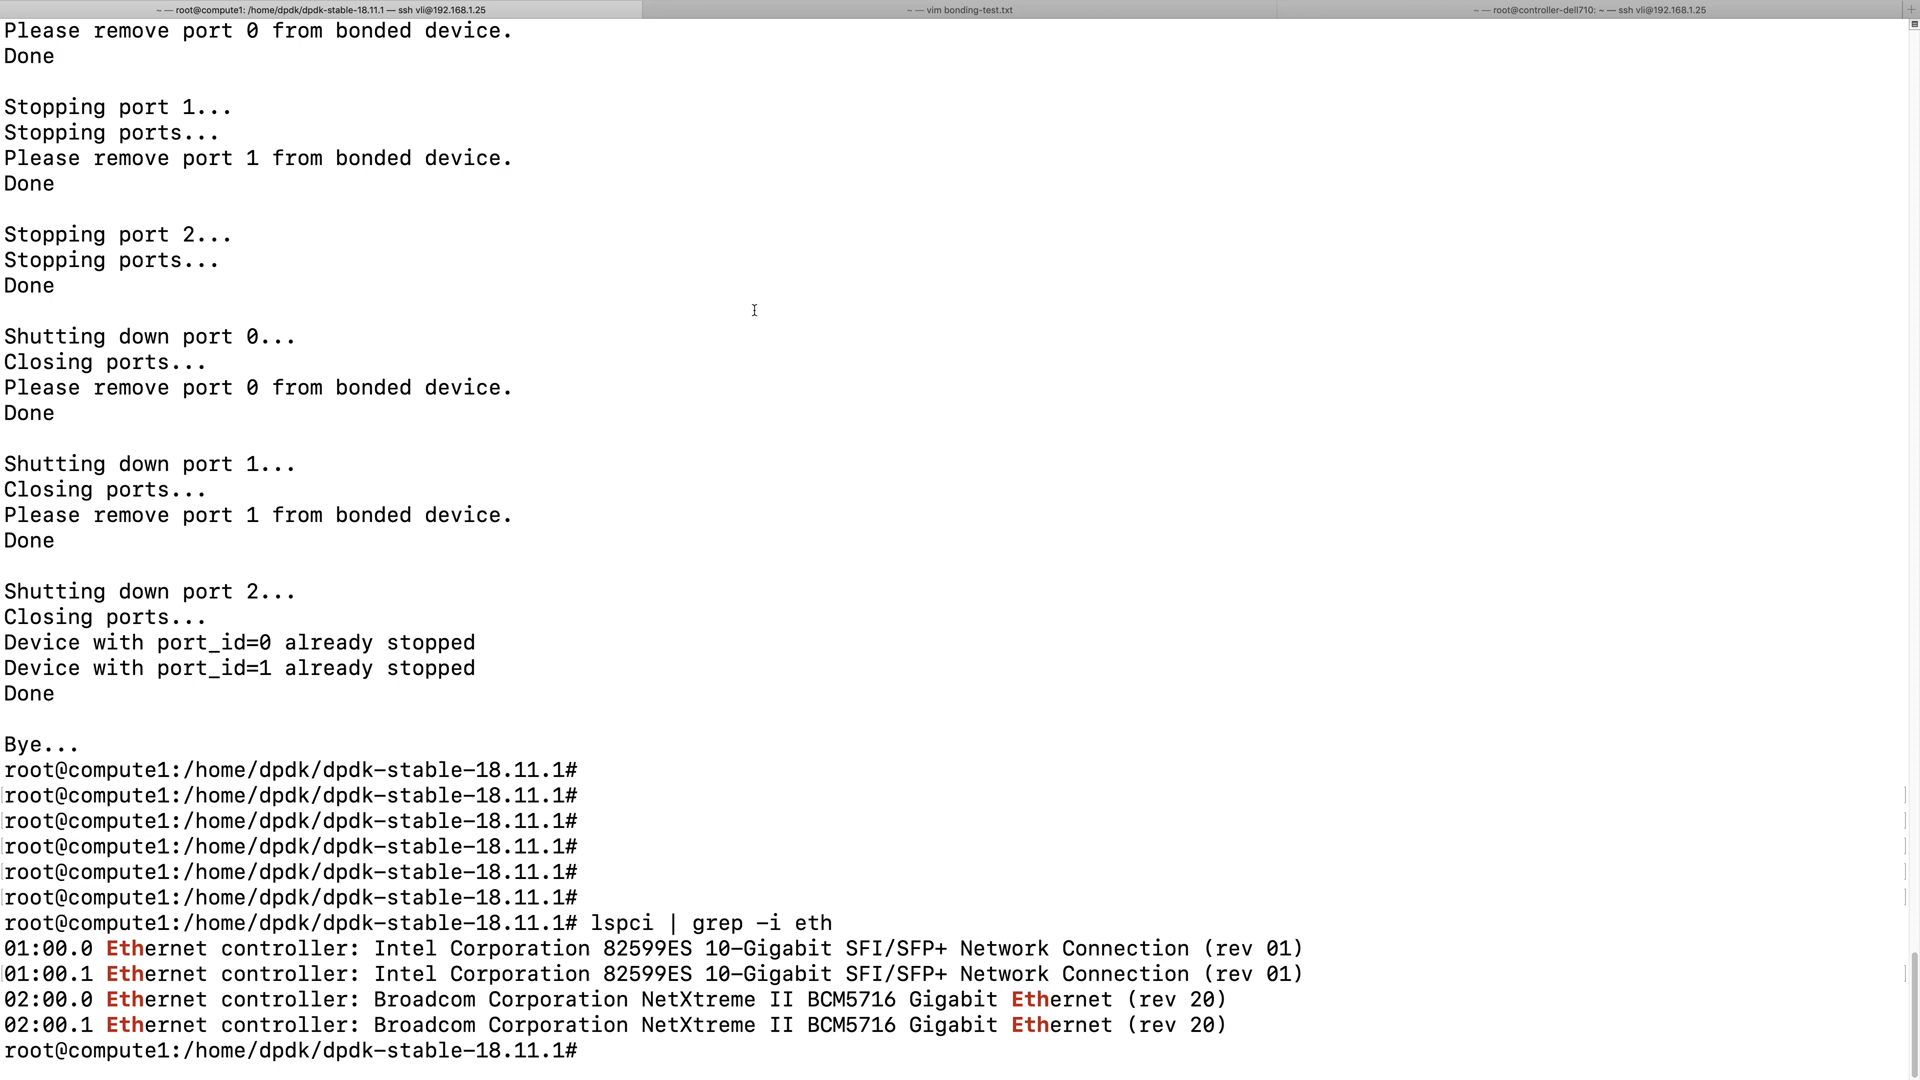 ~ — root@compute1: /home/dpdk/dpdk-stable-18.11.1 — ssh vli@192.168.1.25
~ — vim bonding-test.txt
~ — root@controller-dell710: ~ — ssh vli@192.168.1.25
Please remove port 0 from bonded device.
Done
Stopping port 1...
Stopping ports...
Please remove port 1 from bonded device.
Done
Stopping port 2...
Stopping ports...
Done
Shutting down port 0...
Closing ports...
Please remove port 0 from bonded device.
Done
Shutting down port 1...
Closing ports...
Please remove port 1 from bonded device.
Done
Shutting down port 2...
Closing ports...
Device with port_id=0 already stopped
Device with port_id=1 already stopped
Done
Bye...
root@compute1:/home/dpdk/dpdk-stable-18.11.1#
root@compute1:/home/dpdk/dpdk-stable-18.11.1#
root@compute1:/home/dpdk/dpdk-stable-18.11.1#
root@compute1:/home/dpdk/dpdk-stable-18.11.1#
root@compute1:/home/dpdk/dpdk-stable-18.11.1#
root@compute1:/home/dpdk/dpdk-stable-18.11.1#
root@compute1:/home/dpdk/dpdk-stable-18.11.1# lspci | grep -i eth
01:00.0 Ethernet controller: Intel Corporation 82599ES 10-Gigabit SFI/SFP+ Network Connection (rev 01)
01:00.1 Ethernet controller: Intel Corporation 82599ES 10-Gigabit SFI/SFP+ Network Connection (rev 01)
02:00.0 Ethernet controller: Broadcom Corporation NetXtreme II BCM5716 Gigabit Ethernet (rev 20)
02:00.1 Ethernet controller: Broadcom Corporation NetXtreme II BCM5716 Gigabit Ethernet (rev 20)
root@compute1:/home/dpdk/dpdk-stable-18.11.1#